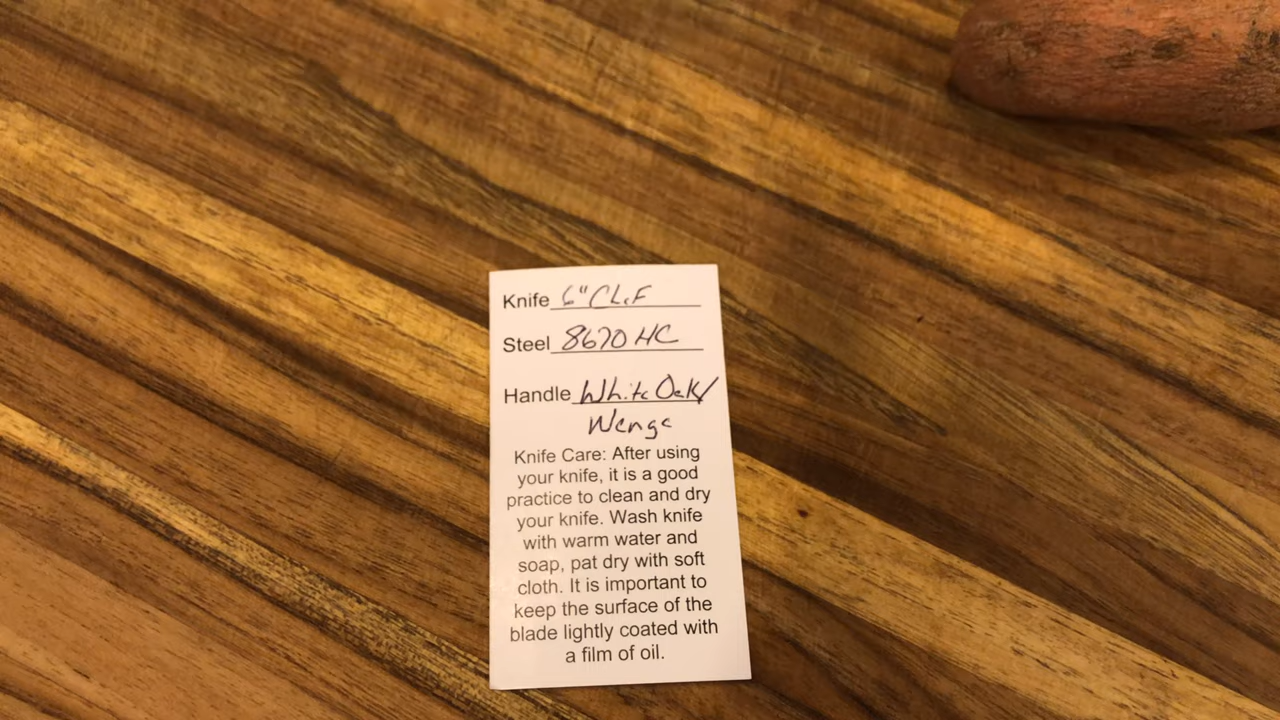 Knife 6" Chef
Steel 8670 HC
Handle White Oak/
Wenge
Knife Care: After using
your knife, it is a good
practice to clean and dry
your knife. Wash knife
with warm water and
soap, pat dry with soft
cloth. It is important to
keep the surface of the
blade lightly coated with
a film of oil.